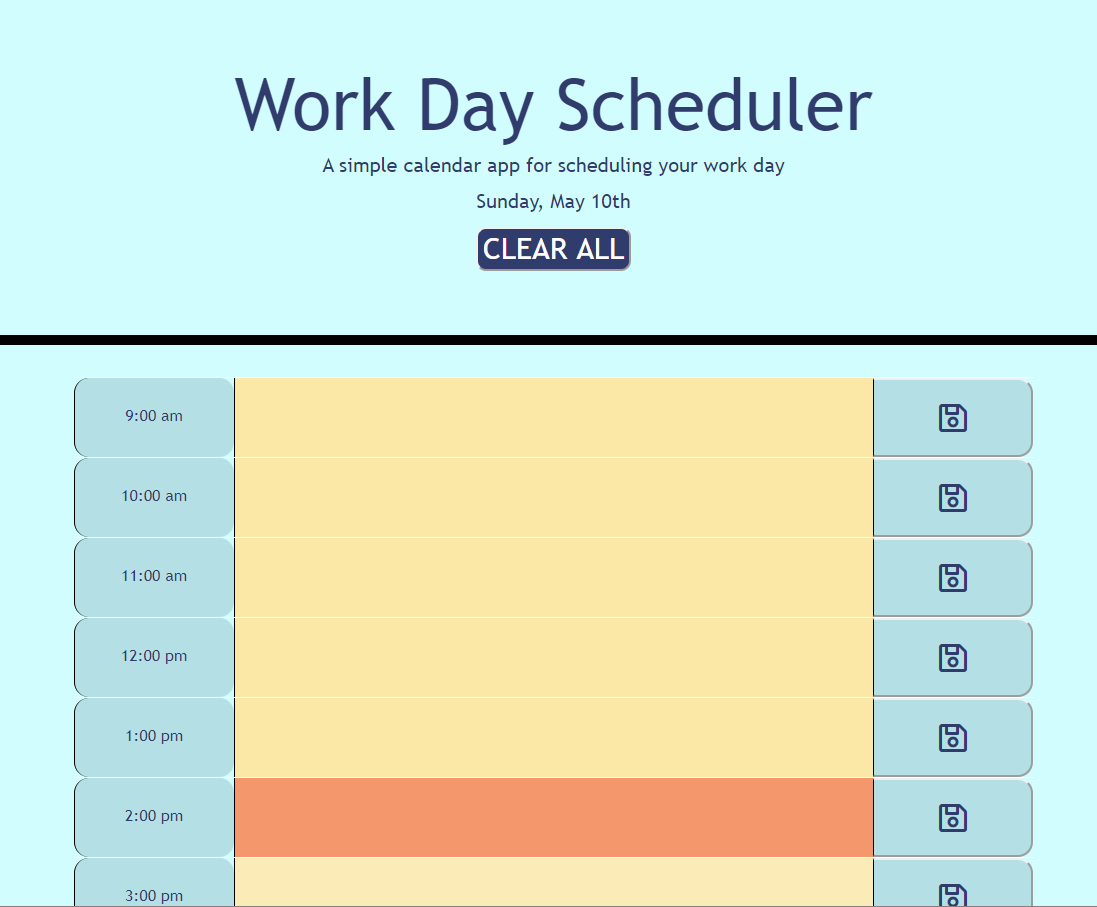 Work Day Scheduler
A simple calendar app for scheduling your work day
Sunday, May 10th
CLEAR ALL
9:00 am
10:00 am
11:00 am
12:00 pm
1:00 pm
2:00 pm
3:00 pm